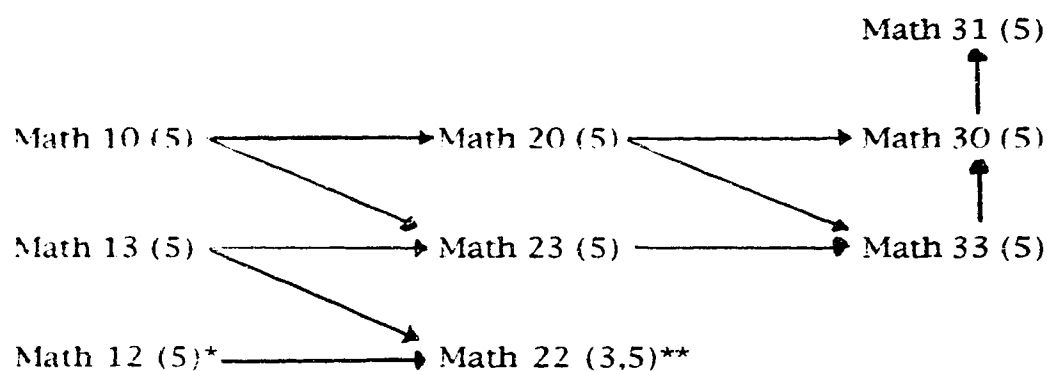 Math 31 (5)
Math 10 (5) Math 20 (5) Math 30 (5)
Math 13 (5) Math 23 (5) Math 33 (5)
Math 12 (5)* Math 22 (3,5)**